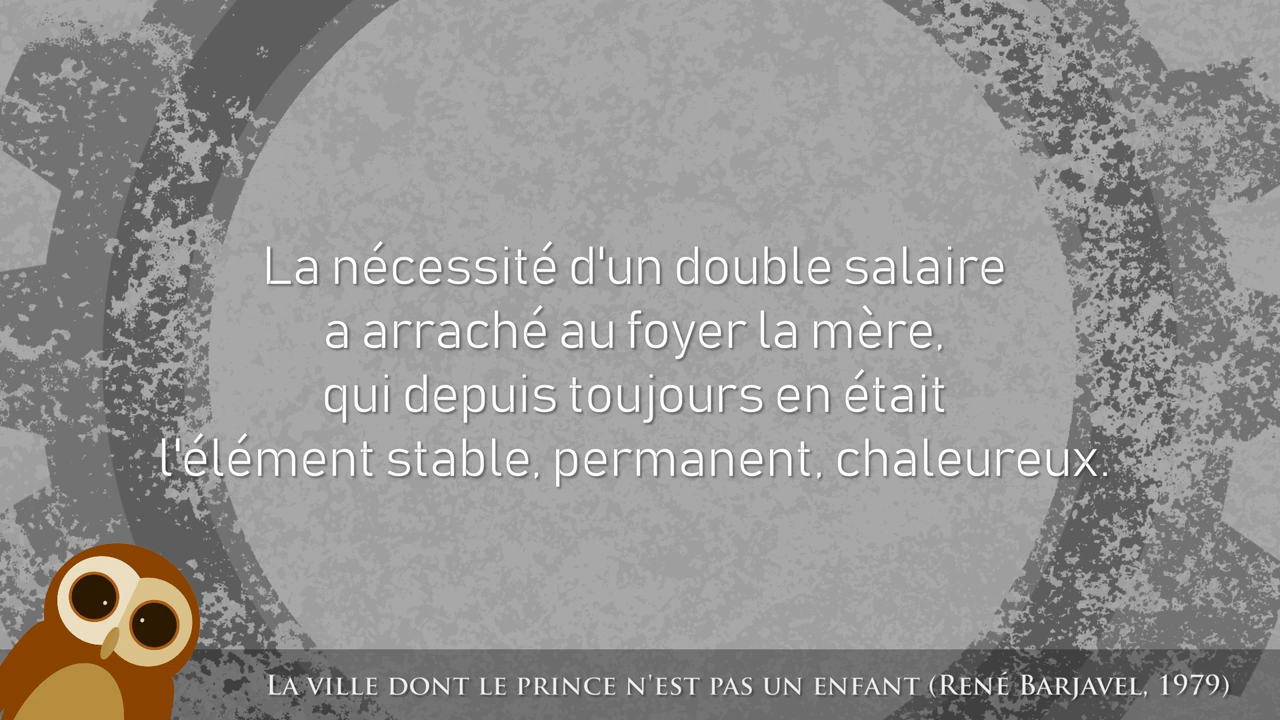 La nécessité d'un double salaire
a arraché au foyer la mère,
qui depuis toujours en était
l'élément stable, permanent, chaleureux.
La ville dont le prince n'est pas un enfant (René Barjavel, 1979)